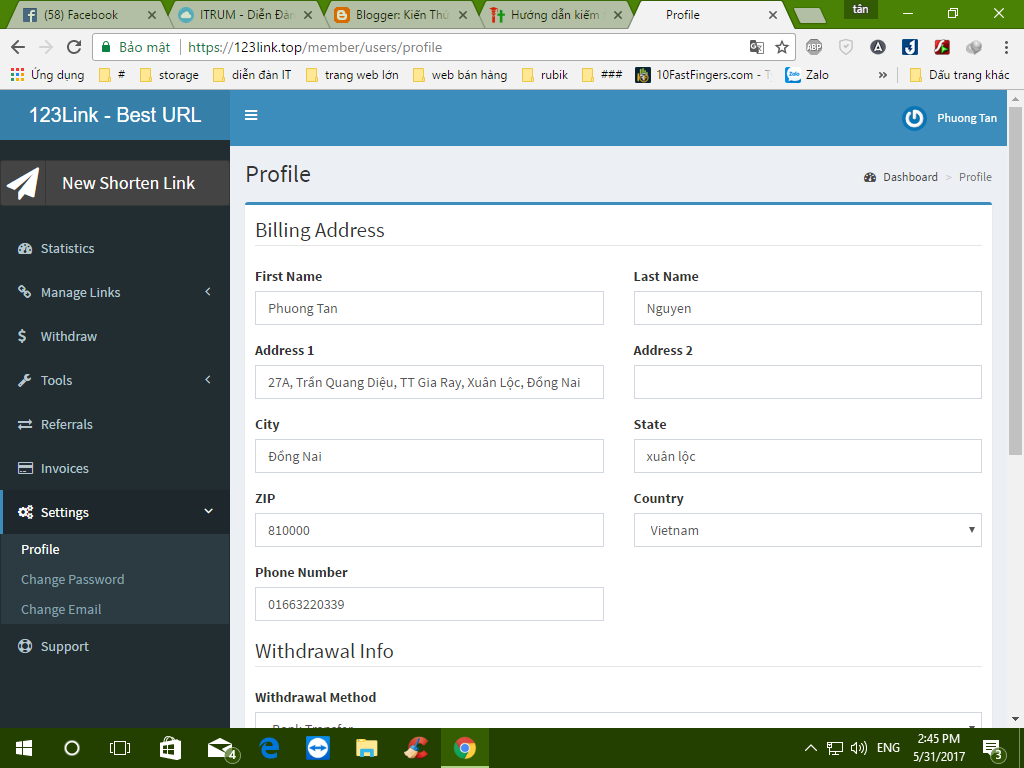 (58) Facebook
ITRUM - Diễn Đàn
Blogger: Kiến Thứ
Hướng dẫn kiếm
Profile
tân
Bảo mật
https://123link.top/member/users/profile
ABP
Ứng dụng
#
storage
diễn đàn IT
trang web lớn
web bán hàng
rubik
###
10FastFingers.com -
Zalo
»
Dấu trang khác
123Link - Best URL
Phuong Tan
New Shorten Link
Profile
Dashboard > Profile
Statistics
Manage Links
Withdraw
Tools
Referrals
Invoices
Settings
Profile
Change Password
Change Email
Support
Billing Address
First Name
Last Name
Phuong Tan
Nguyen
Address 1
Address 2
27A, Trần Quang Diệu, TT Gia Ray, Xuân Lộc, Đồng Nai
City
State
Đồng Nai
xuân lộc
ZIP
Country
810000
Vietnam
Phone Number
01663220339
Withdrawal Info
Withdrawal Method
Bank Transfer
4
ENG
2:45 PM
5/31/2017
3